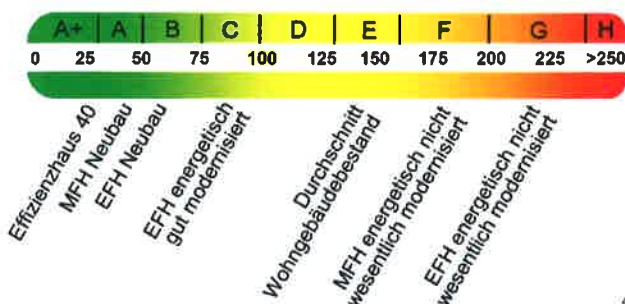 A+ A B C D E F G H
0 25 50 75 100 125 150 175 200 225 >250
Effizienzhaus 40
MFH Neubau
EFH Neubau
EFH energetisch
gut modernisiert
Durchschnitt
Wohngebäudebestand
MFH energetisch nicht
wesentlich modernisiert
EFH energetisch nicht
wesentlich modernisiert